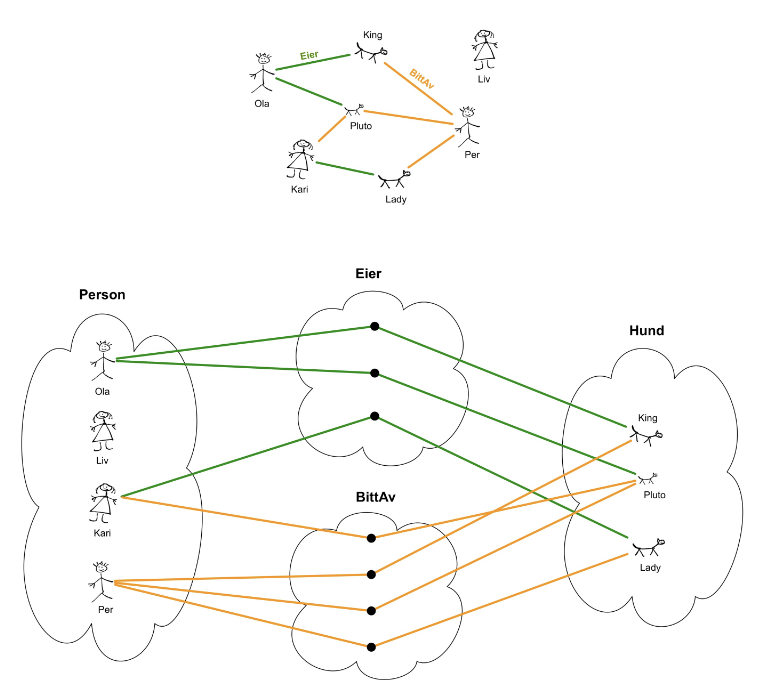 King
Eier
Liv
BittAv
Ola
Pluto
Per
Kari
Lady
Eier
Person
Hund
Ola
King
Liv
Pluto
BittAv
Kari
Lady
Per